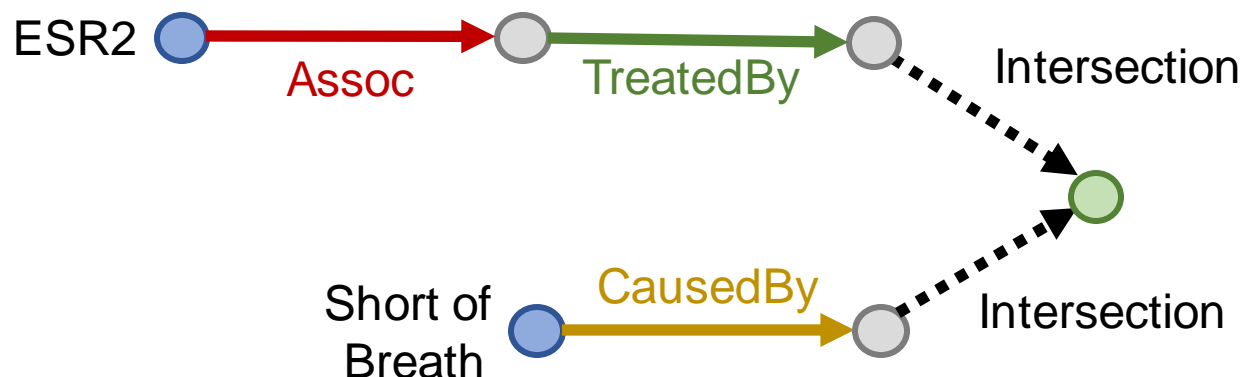 ESR2
Assoc
TreatedBy
Intersection
Short of
Breath
CausedBy
Intersection